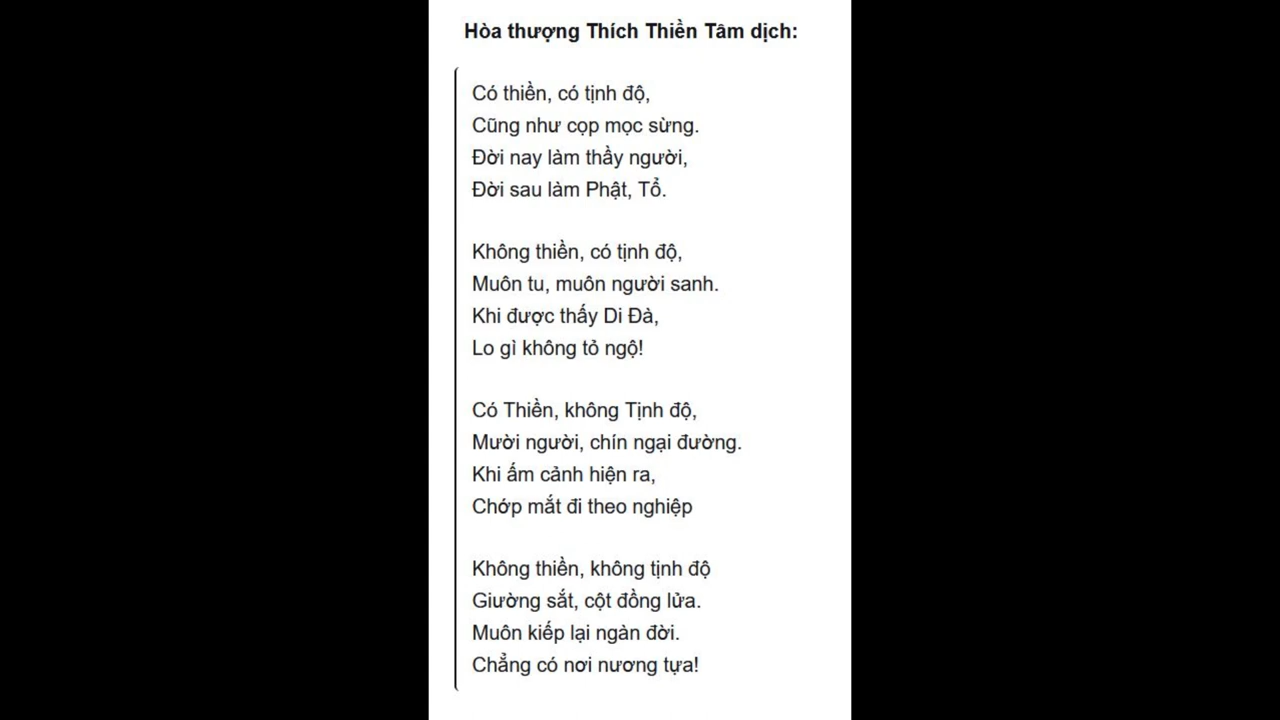 Hòa thượng Thích Thiền Tâm dịch:
Có thiền, có tịnh độ,
Cũng như cọp mọc sừng.
Đời nay làm thầy người,
Đời sau làm Phật, Tổ.
Không thiền, có tịnh độ,
Muôn tu, muôn người sanh.
Khi được thấy Di Đà,
Lo gì không tỏ ngộ!
Có Thiền, không Tịnh độ,
Mười người, chín ngại đường.
Khi ấm cảnh hiện ra,
Chớp mắt đi theo nghiệp
Không thiền, không tịnh độ
Giường sắt, cột đồng lửa.
Muôn kiếp lại ngàn đời.
Chẳng có nơi nương tựa!